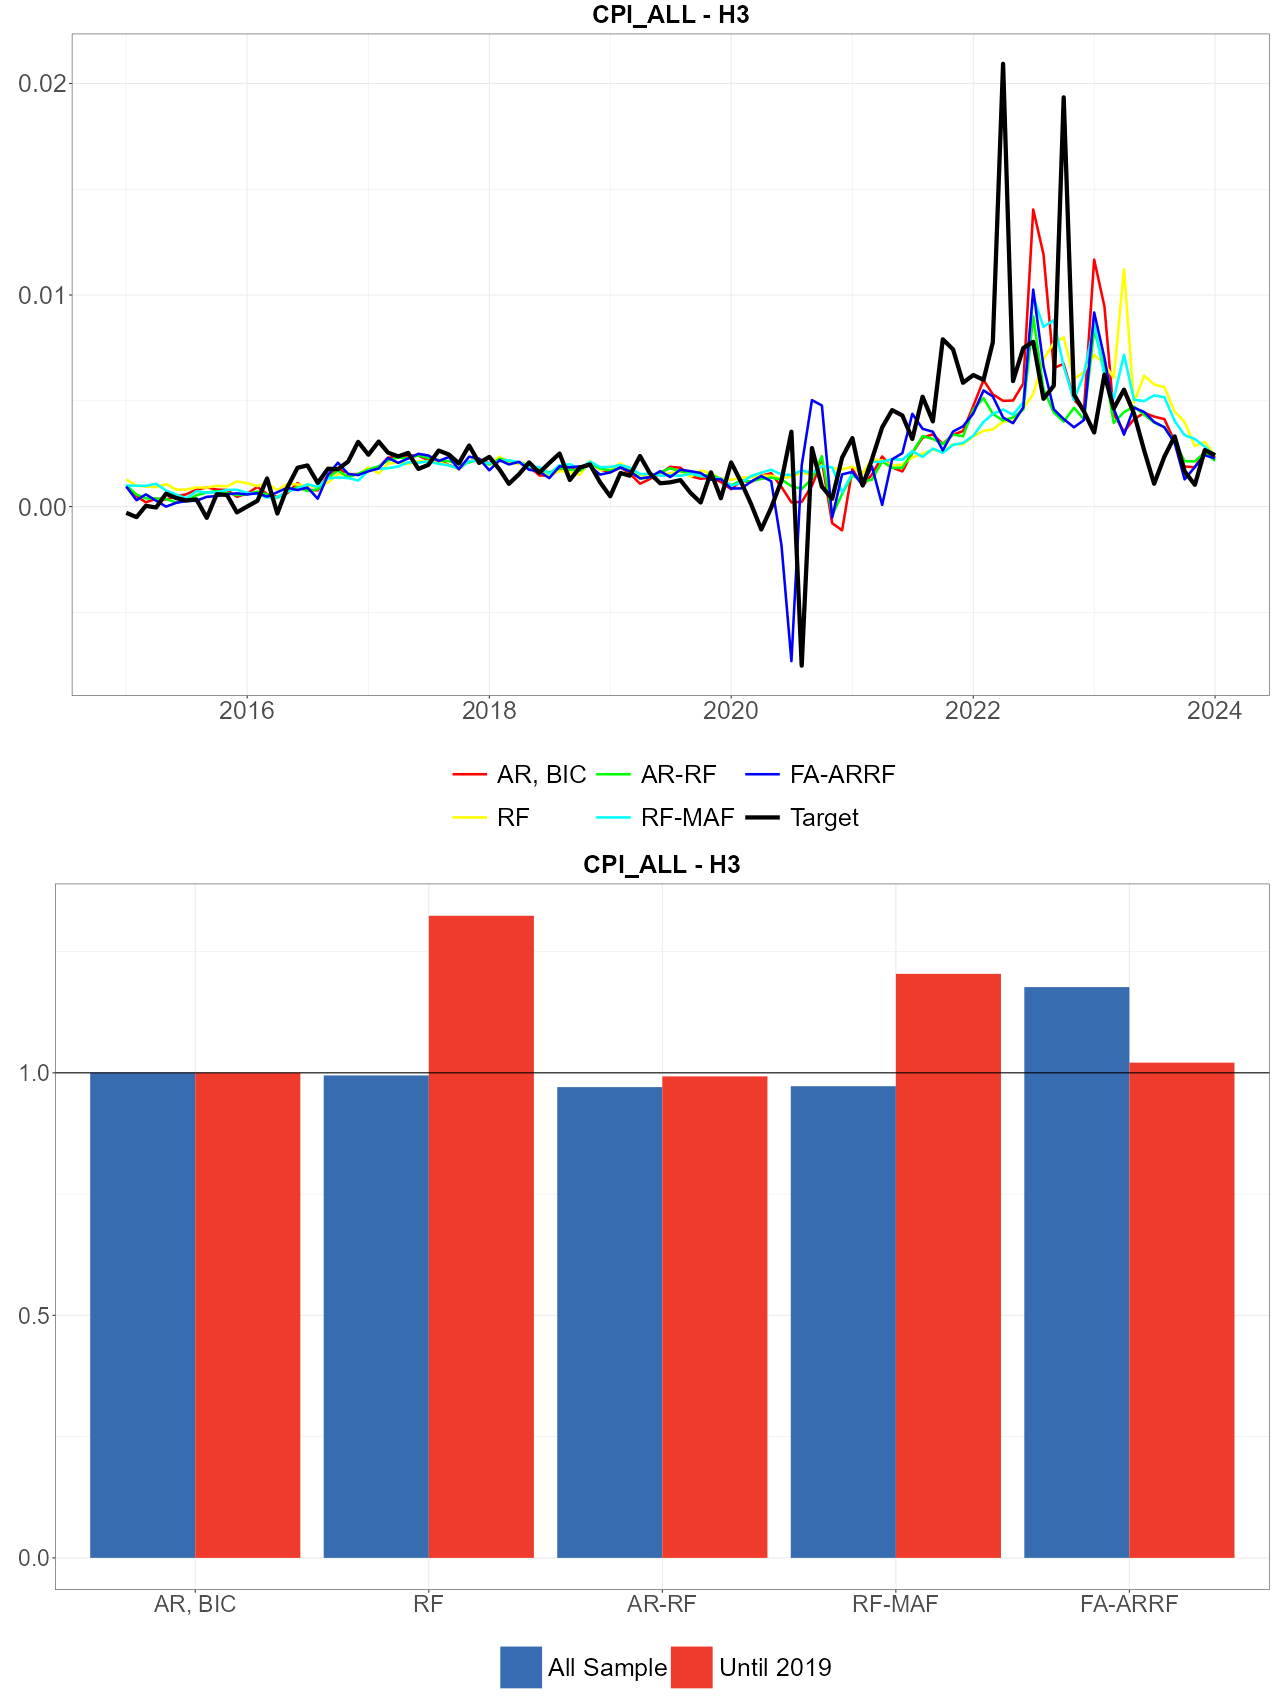 CPI_ALL - H3
0.02
0.01
0.00
2016 2018 2020 2022 2024
AR, BIC AR-RF FA-ARRF
RF RF-MAF Target
CPI_ALL - H3
1.0
0.5
0.0
AR, BIC RF AR-RF RF-MAF FA-ARRF
All Sample Until 2019